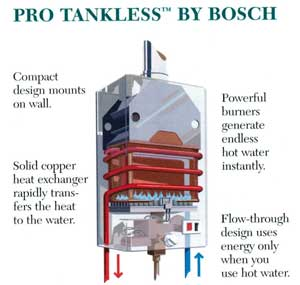 PRO TANKLESS™ BY BOSCH
Compact
design mounts
on wall.
Solid copper
heat exchanger
rapidly trans-
fers the heat
to the water.
Powerful
burners
generate
endless
hot water
instantly.
Flow-through
design uses
energy only
when you
use hot water.